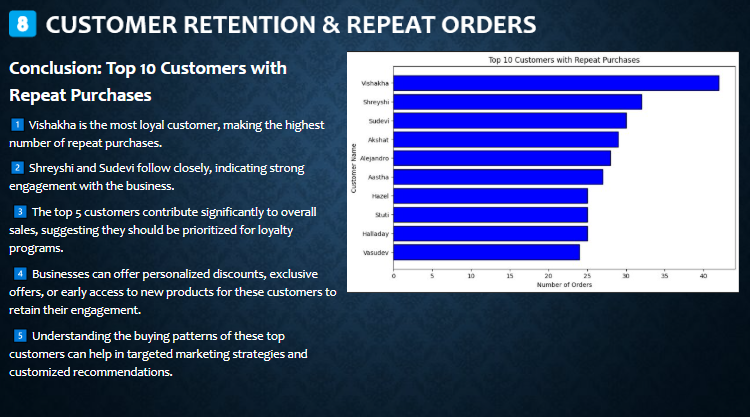 8 CUSTOMER RETENTION & REPEAT ORDERS
Conclusion: Top 10 Customers with
Repeat Purchases
1 Vishakha is the most loyal customer, making the highest
number of repeat purchases.
2 Shreyshi and Sudevi follow closely, indicating strong
engagement with the business.
3 The top 5 customers contribute significantly to overall
sales, suggesting they should be prioritized for loyalty
programs.
4 Businesses can offer personalized discounts, exclusive
offers, or early access to new products for these customers to
retain their engagement.
5 Understanding the buying patterns of these top
customers can help in targeted marketing strategies and
customized recommendations.
Top 10 Customers with Repeat Purchases
Customer Name
Vishakha
Shreyshi
Sudevi
Akshat
Alejandro
Aastha
Hazel
Stuti
Halladay
Vasudev
0 5 10 15 20 25 30 35 40
Number of Orders